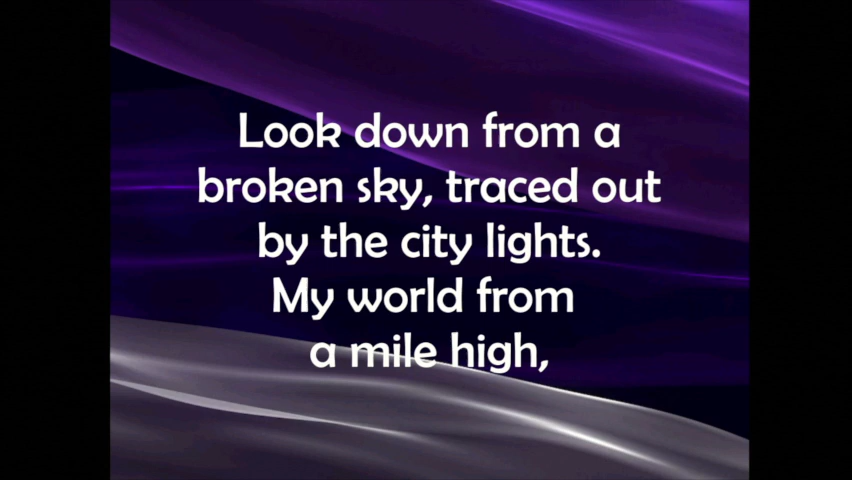 Look down from a
broken sky, traced out
by the city lights.
My world from
a mile high,